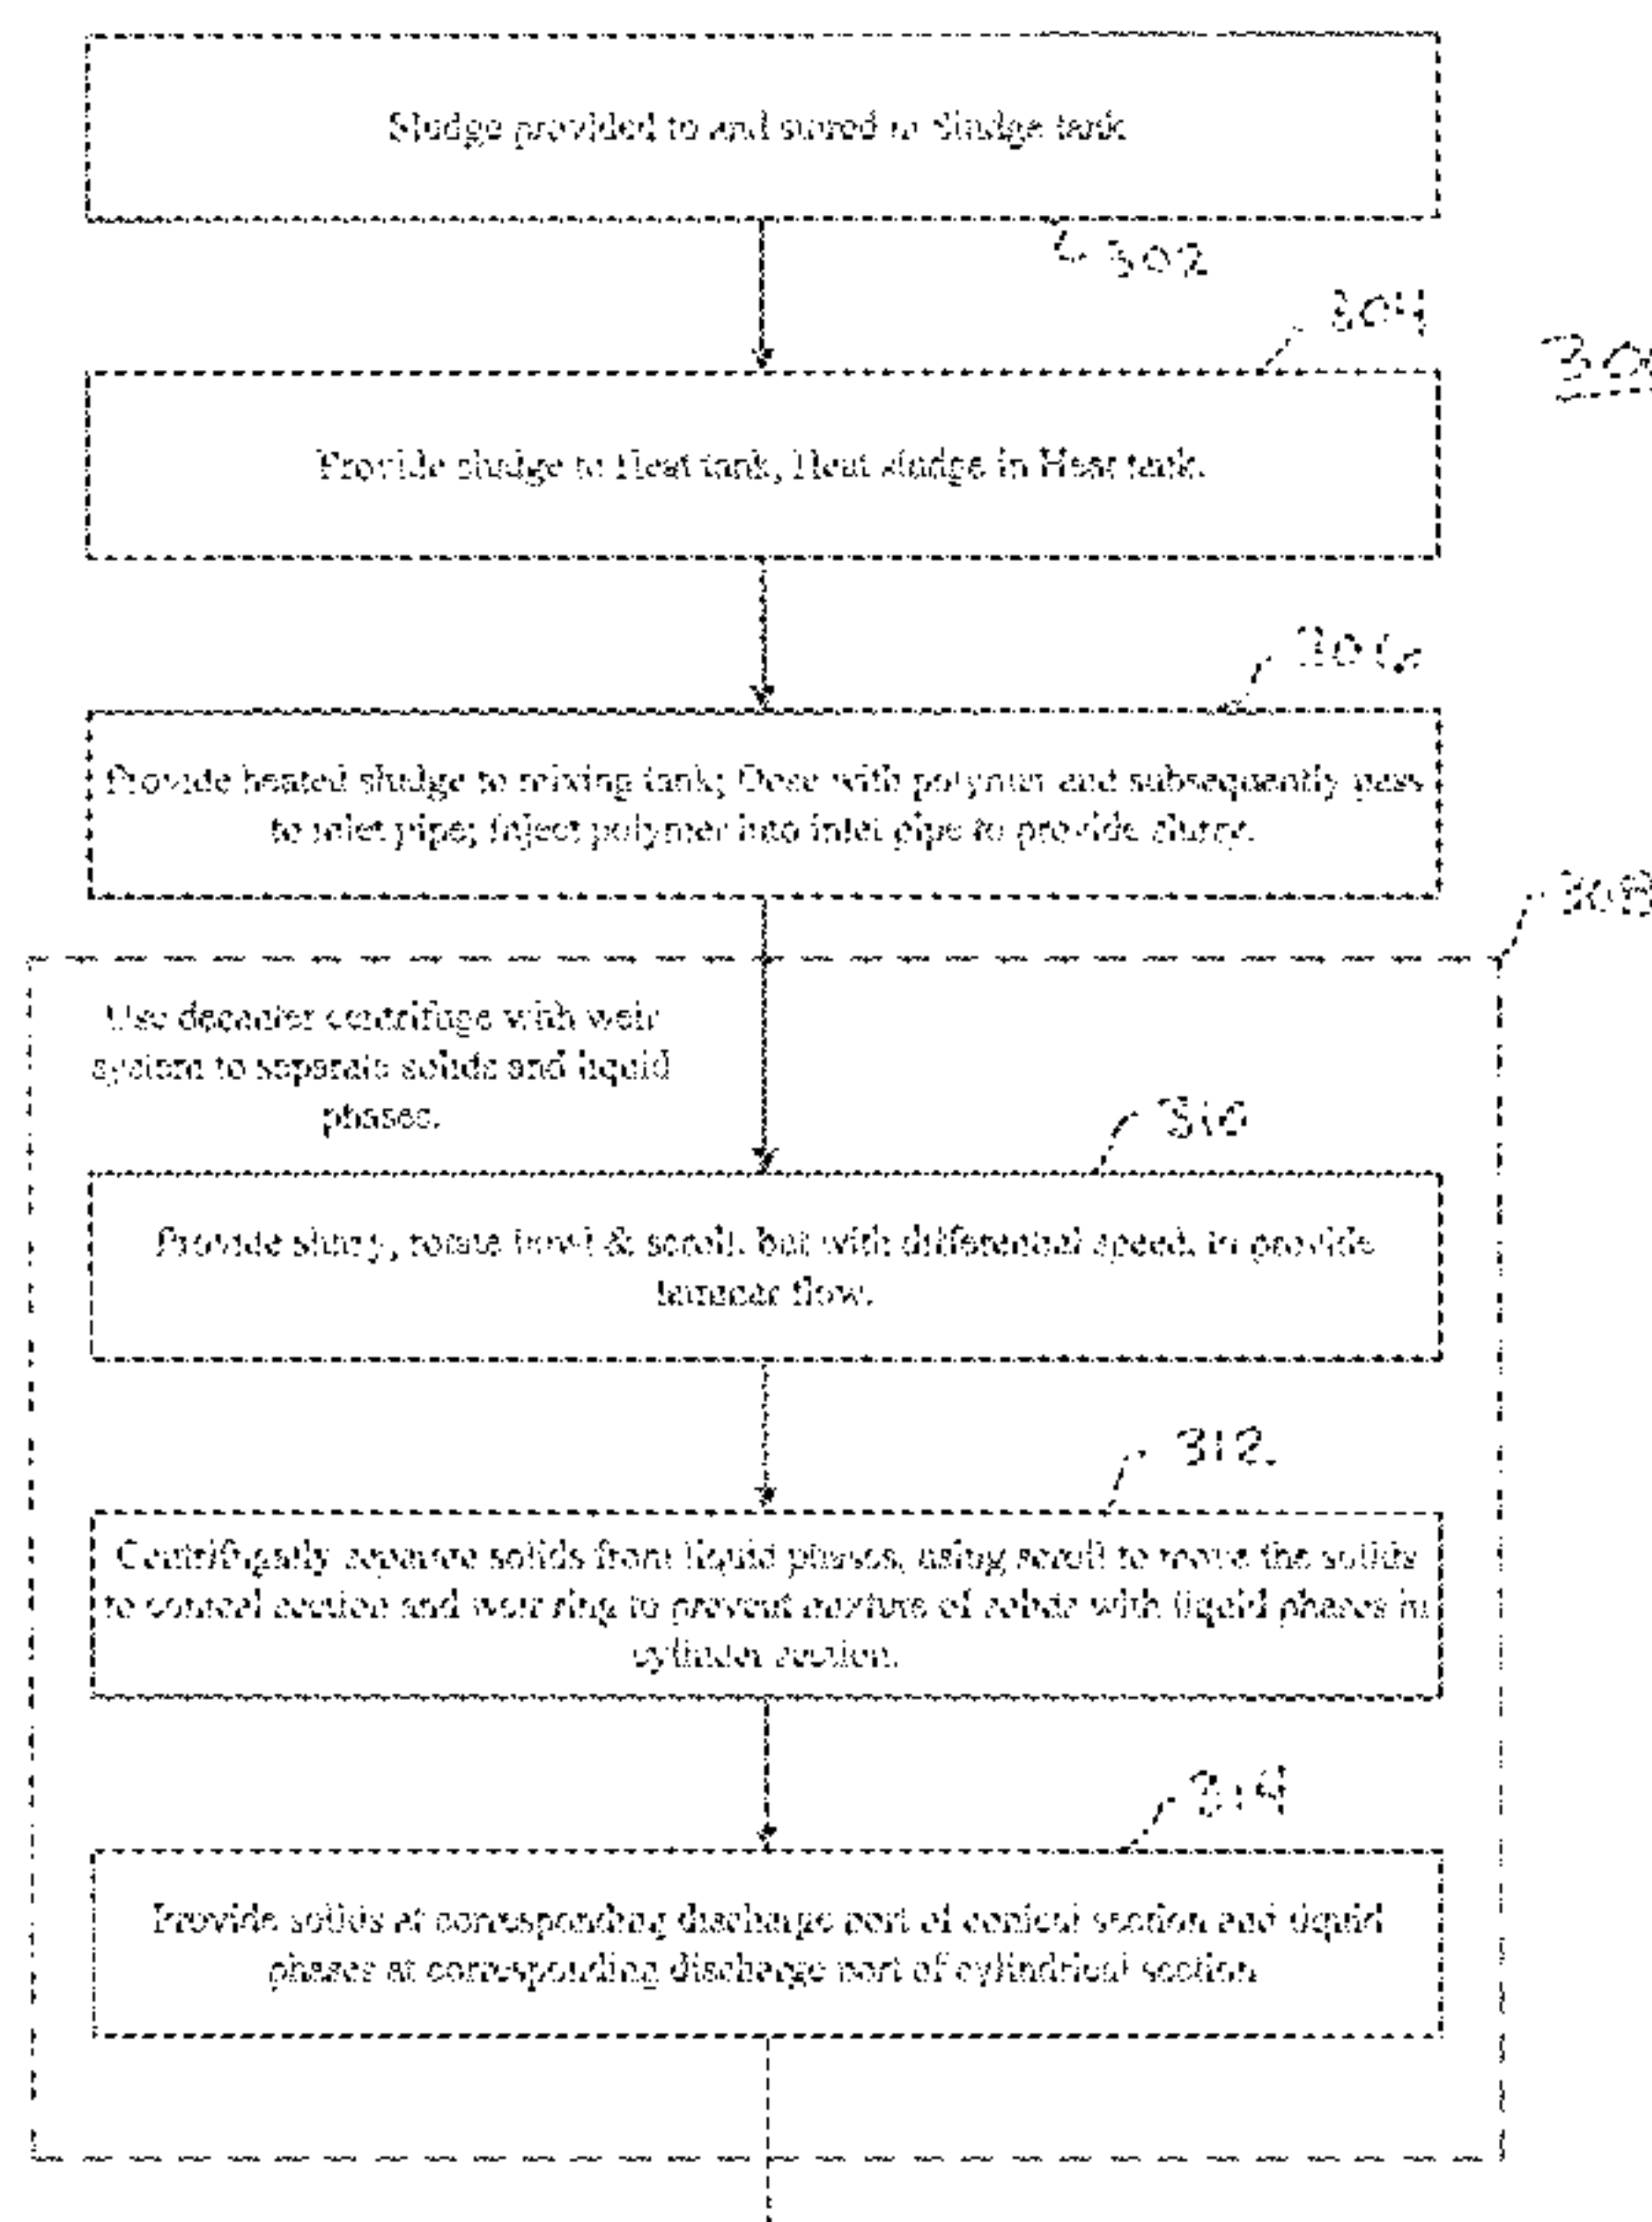 Sludge provided to and stored in Sludge tank
302
304
Provide sludge to Heat tank, Heat sludge in Heat tank.
306
Provide heated sludge to mixing tank; Dose with polymer and subsequently pass
to inlet pipe; Inject polymer into inlet pipe to provide slurry.
308
Use decanter centrifuge with weir
system to separate solids and liquid
phases.
310
Provide slurry, rotate bowl & scroll, but with differential speed, to provide
laminar flow.
312
Centrifugally separate solids from liquid phases, using scroll to move the solids
to conical section and weir ring to prevent mixture of solids with liquid phases in
cylinder section.
314
Provide solids at corresponding discharge port of conical section and liquid
phases at corresponding discharge port of cylindrical section